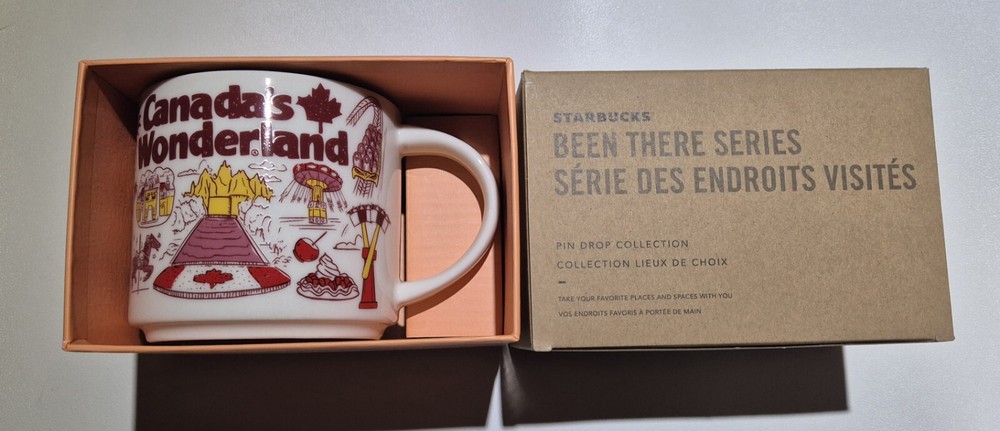 Canada's
Wonderland
®
STARBUCKS
BEEN THERE SERIES
SÉRIE DES ENDROITS VISITÉS
PIN DROP COLLECTION
COLLECTION LIEUX DE CHOIX
–
TAKE YOUR FAVORITE PLACES AND SPACES WITH YOU
VOS ENDROITS FAVORIS À PORTÉE DE MAIN